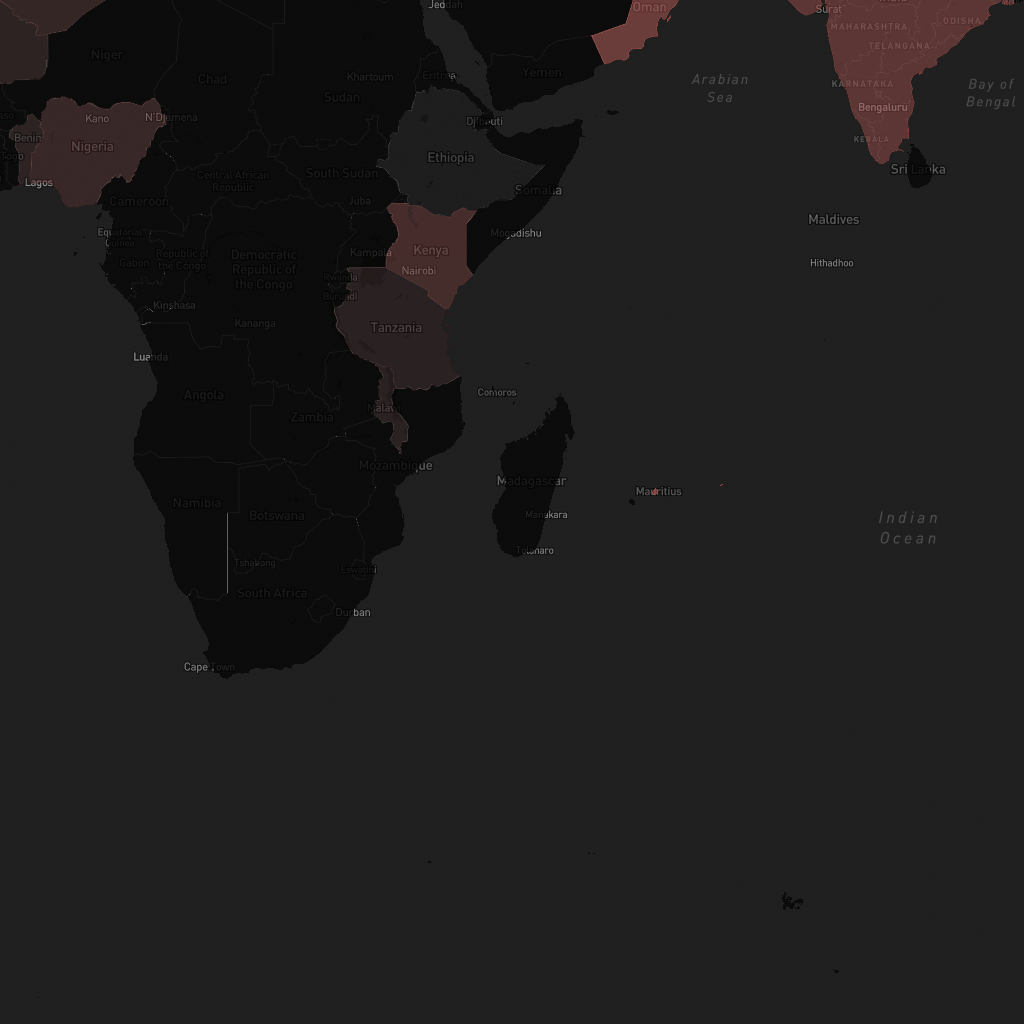 Jeddah
Oman
Surat
MAHARASHTRA
ODISHA
TELANGANA
Niger
Chad
Khartoum
Eritrea
Yemen
Arabian
Sea
KARNATAKA
Bay of
Bengal
Sudan
Kano
N'Djamena
Djibouti
Bengaluru
Benin
Nigeria
Togo
Ethiopia
KERALA
Lagos
Central African
Republic
South Sudan
Somalia
Sri Lanka
Cameroon
Juba
Maldives
Equatorial
Guinea
Mogadishu
Kampala
Kenya
Gabon
Republic of
the Congo
Democratic
Republic of
the Congo
Nairobi
Hithadhoo
Rwanda
Burundi
Kinshasa
Kananga
Tanzania
Luanda
Angola
Comoros
Zambia
Malawi
Mozambique
Madagascar
Mauritius
Namibia
Botswana
Manakara
Indian
Ocean
Tolanaro
Tshabong
Eswatini
South Africa
Durban
Cape Town